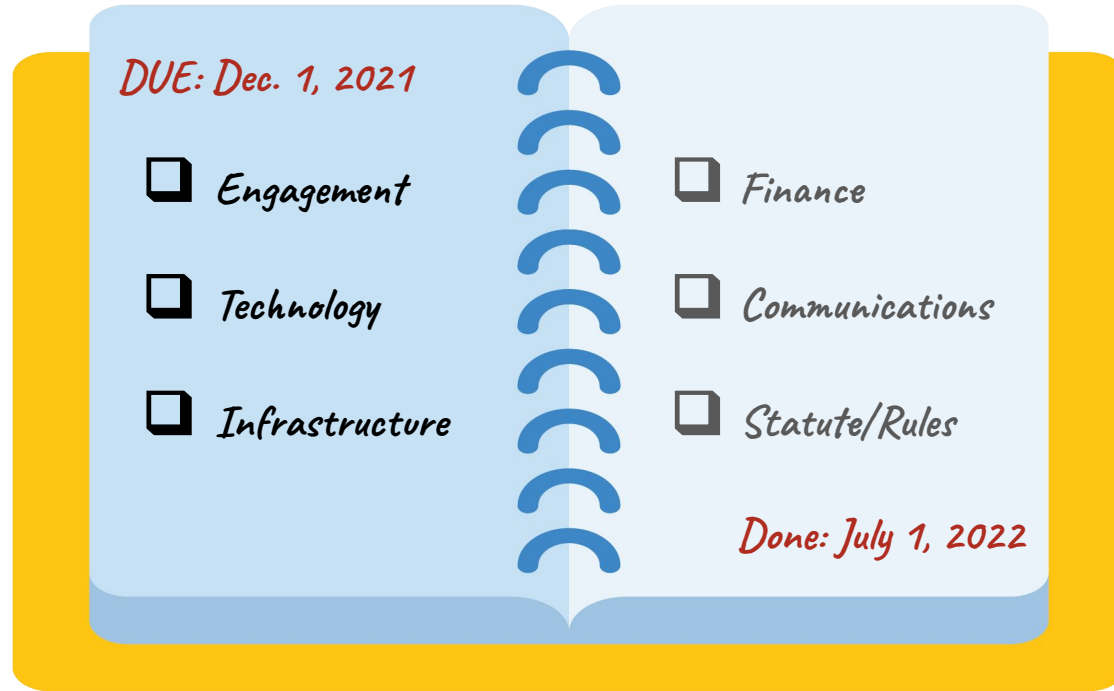 DUE: Dec. 1, 2021
Engagement
Technology
Infrastructure
Finance
Communications
Statute/Rules
Done: July 1, 2022